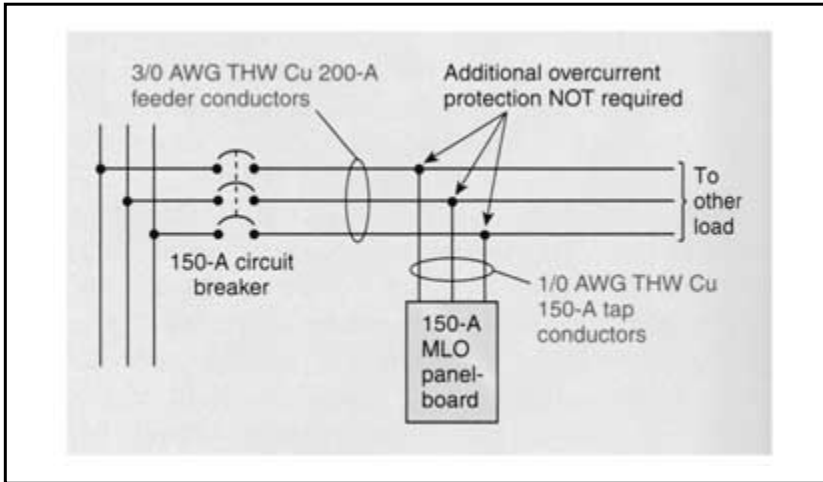 3/0 AWG THW Cu 200-A
feeder conductors
Additional overcurrent
protection NOT required
To
other
load
150-A circuit
breaker
1/0 AWG THW Cu
150-A tap
conductors
150-A
MLO
panel-
board